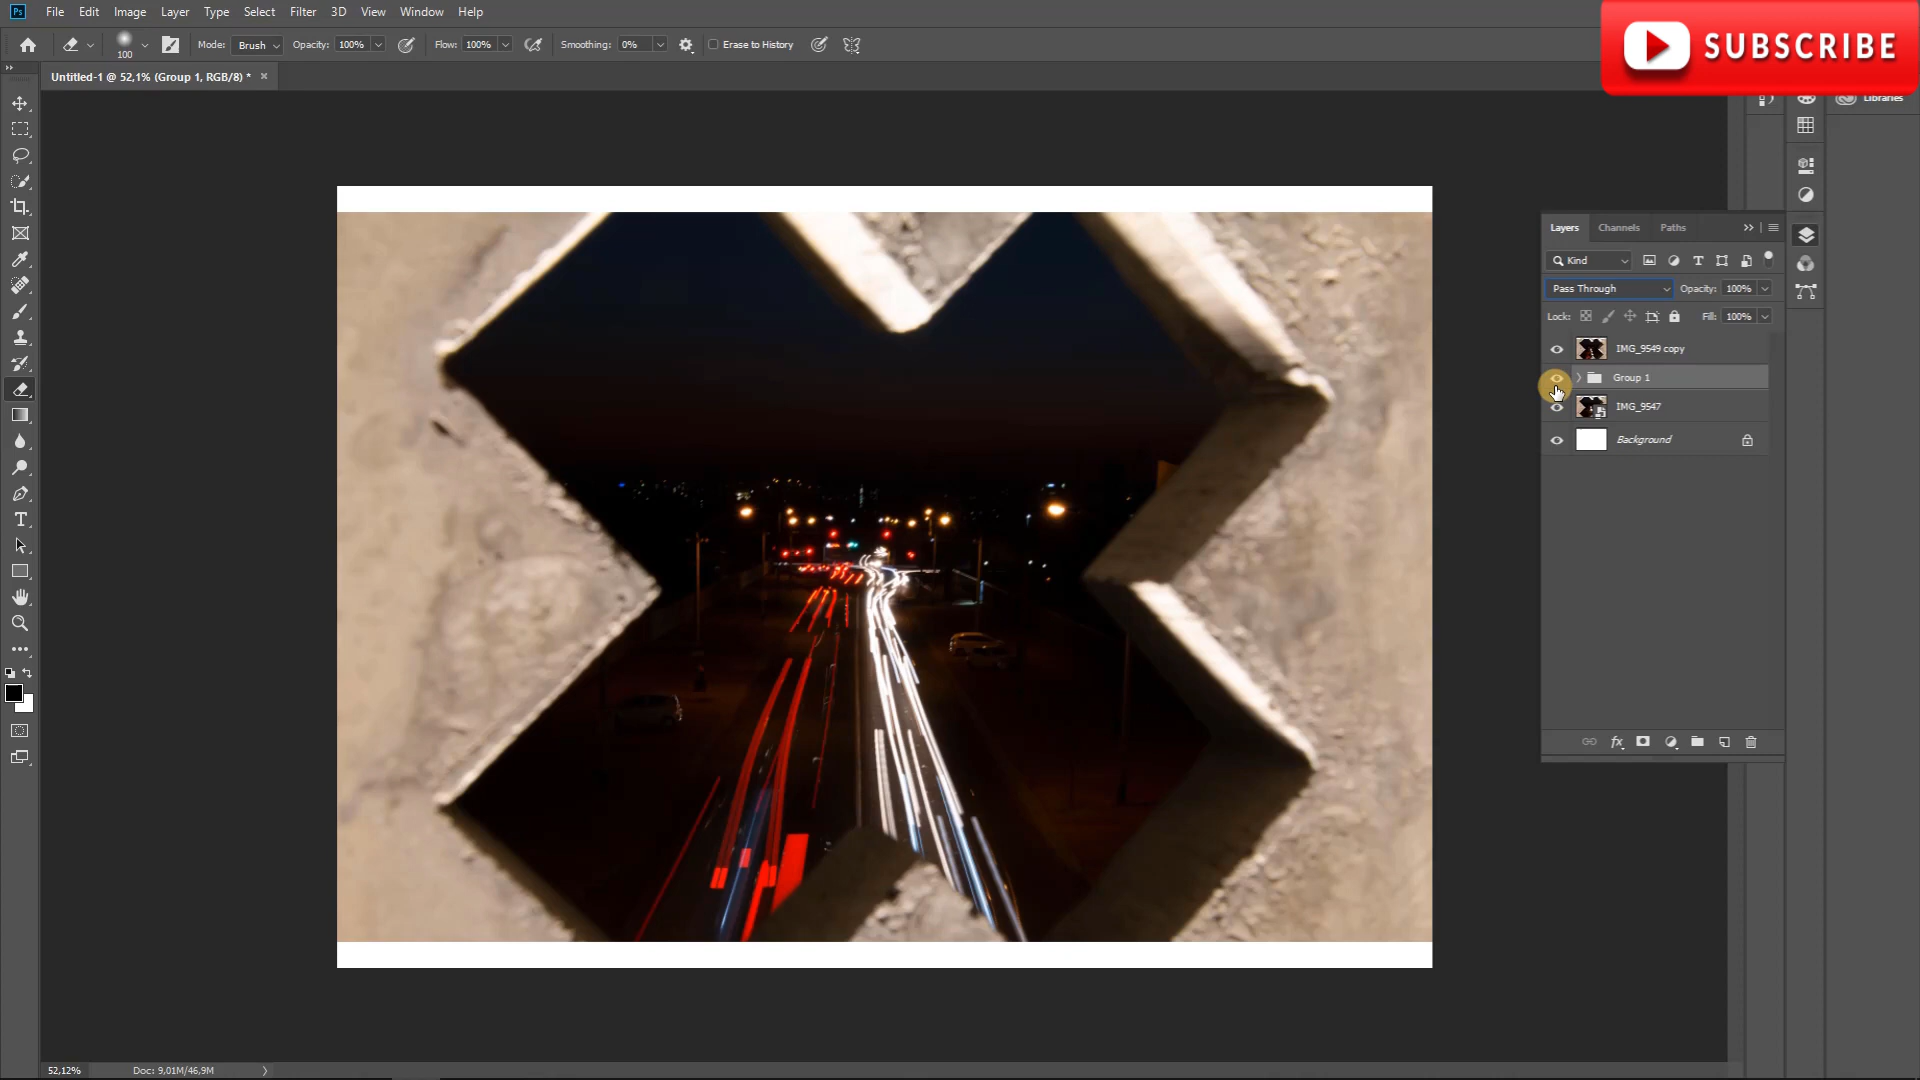 Ps File Edit Image Layer Type Select Filter 3D View Window Help
SUBSCRIBE
100 Mode: Brush Opacity: 100% Flow: 100% Smoothing: 0% Erase to History
Untitled-1 @ 52,1% (Group 1, RGB/8) *
Libraries
Layers Channels Paths
Kind
Pass Through Opacity: 100%
Lock: Fill: 100%
IMG_9549 copy
Group 1
IMG_9547
Background
fx
52,12% Doc: 9,01M/46,9M